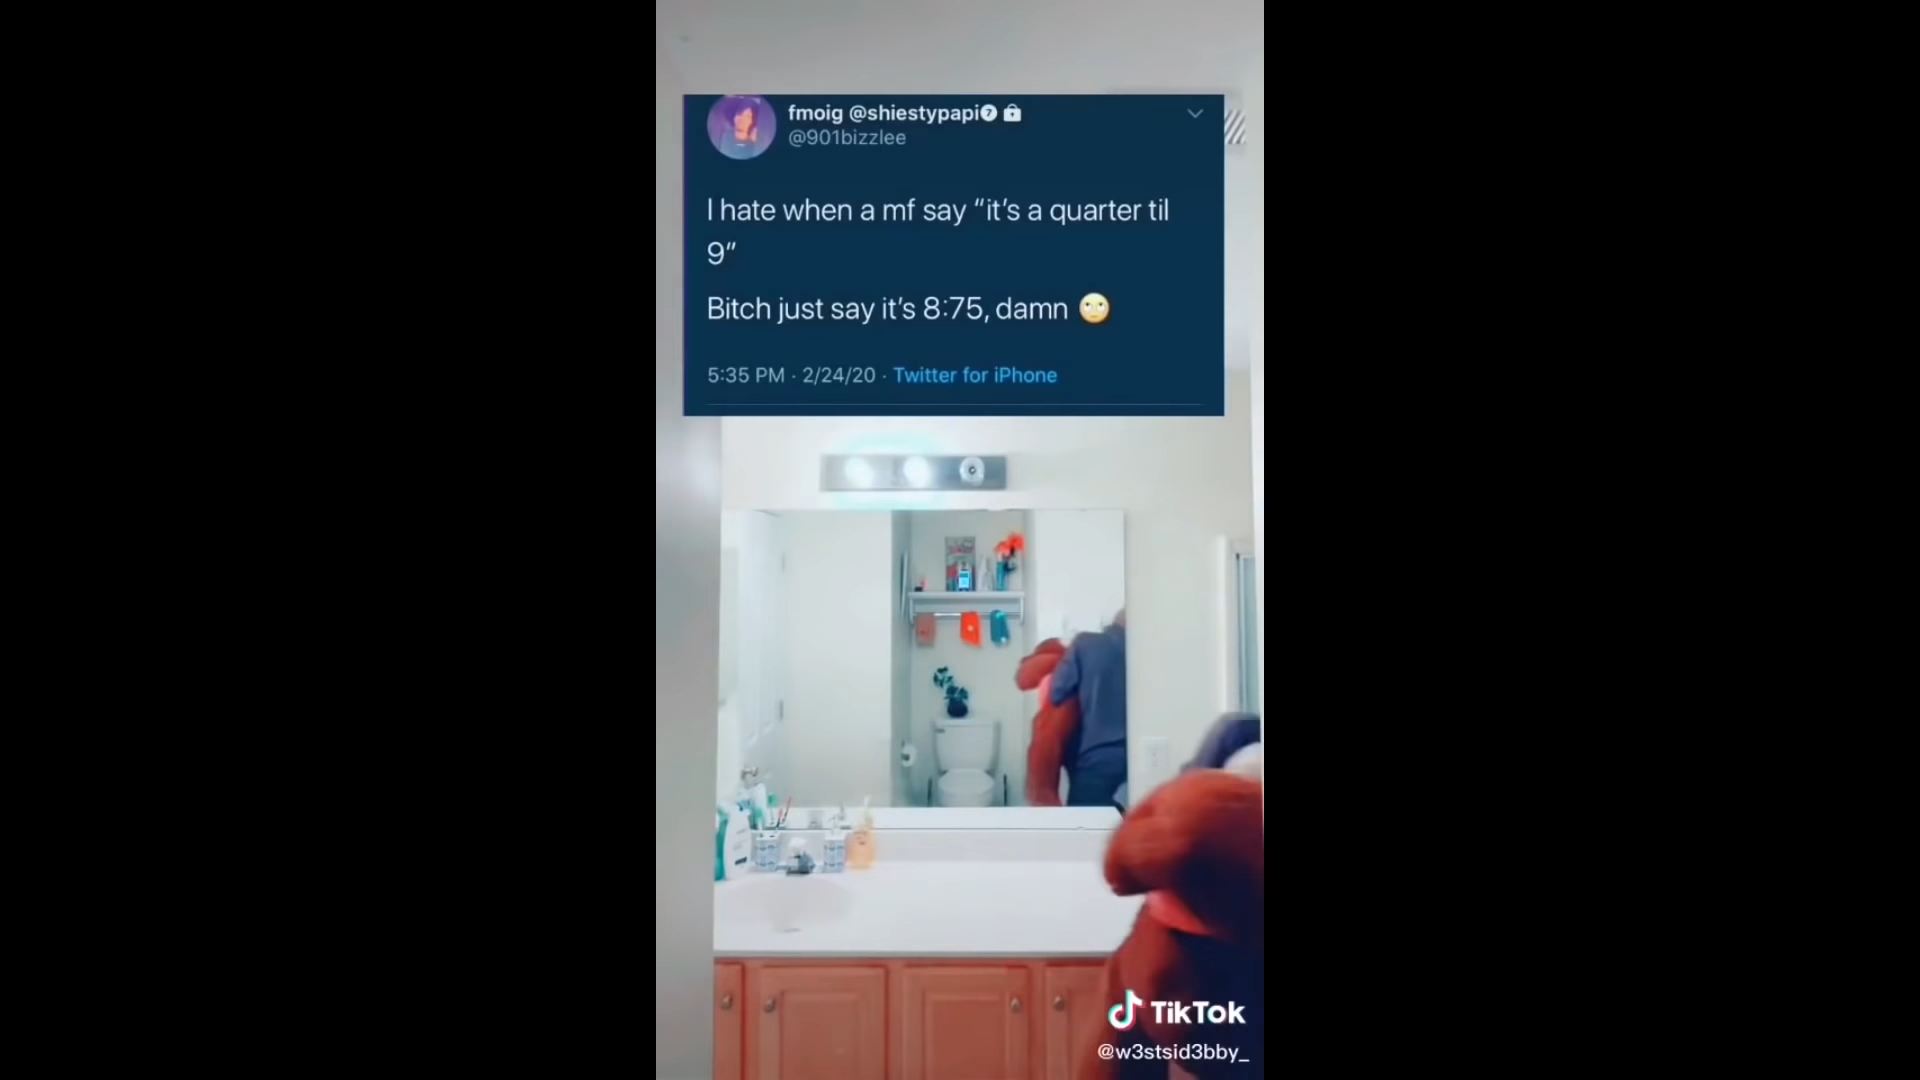 fmoig @shiestypapi
@901bizzlee
I hate when a mf say “it’s a quarter til
9”
Bitch just say it’s 8:75, damn 🙄
5:35 PM · 2/24/20 · Twitter for iPhone
TikTok
@w3stsid3bby_